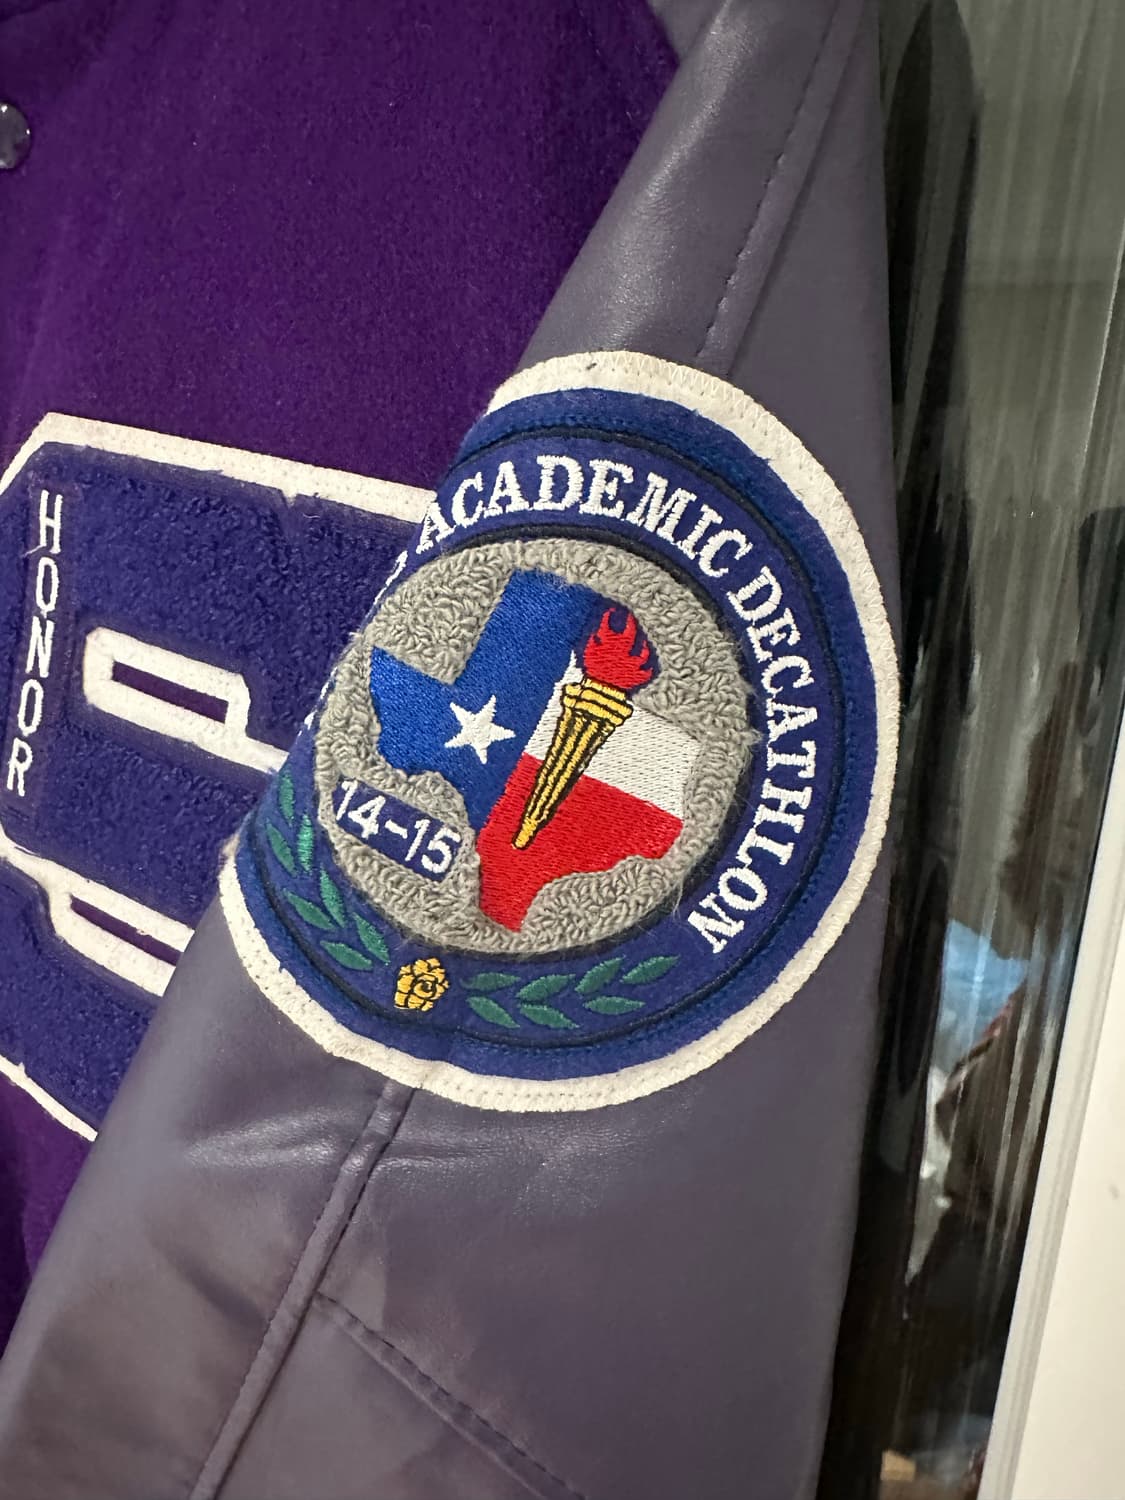 HONOR
ACADEMIC DECATHLON
14-15